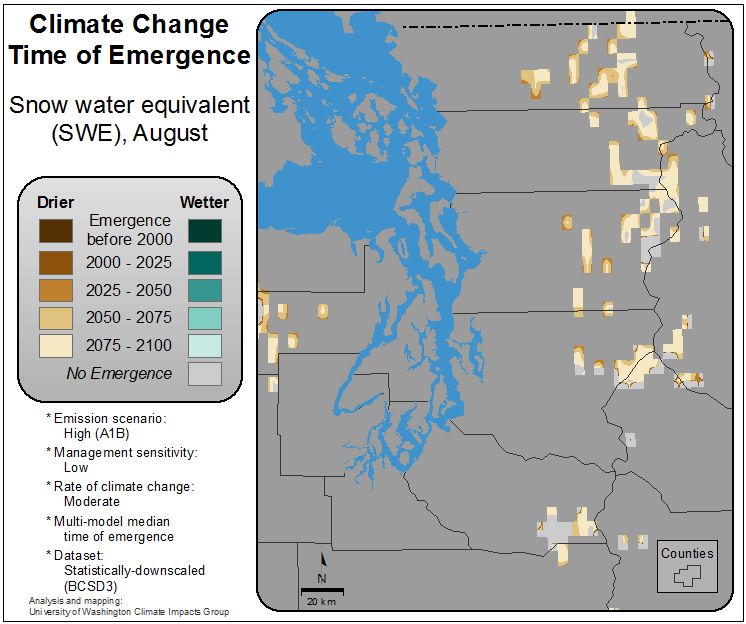 Climate Change
Time of Emergence
Snow water equivalent
(SWE), August
Drier Wetter
Emergence
before 2000
2000 - 2025
2025 - 2050
2050 - 2075
2075 - 2100
No Emergence
* Emission scenario:
High (A1B)
* Management sensitivity:
Low
* Rate of climate change:
Moderate
* Multi-model median
time of emergence
* Dataset:
Statistically-downscaled
(BCSD3)
Analysis and mapping:
University of Washington Climate Impacts Group
N
20 km
Counties